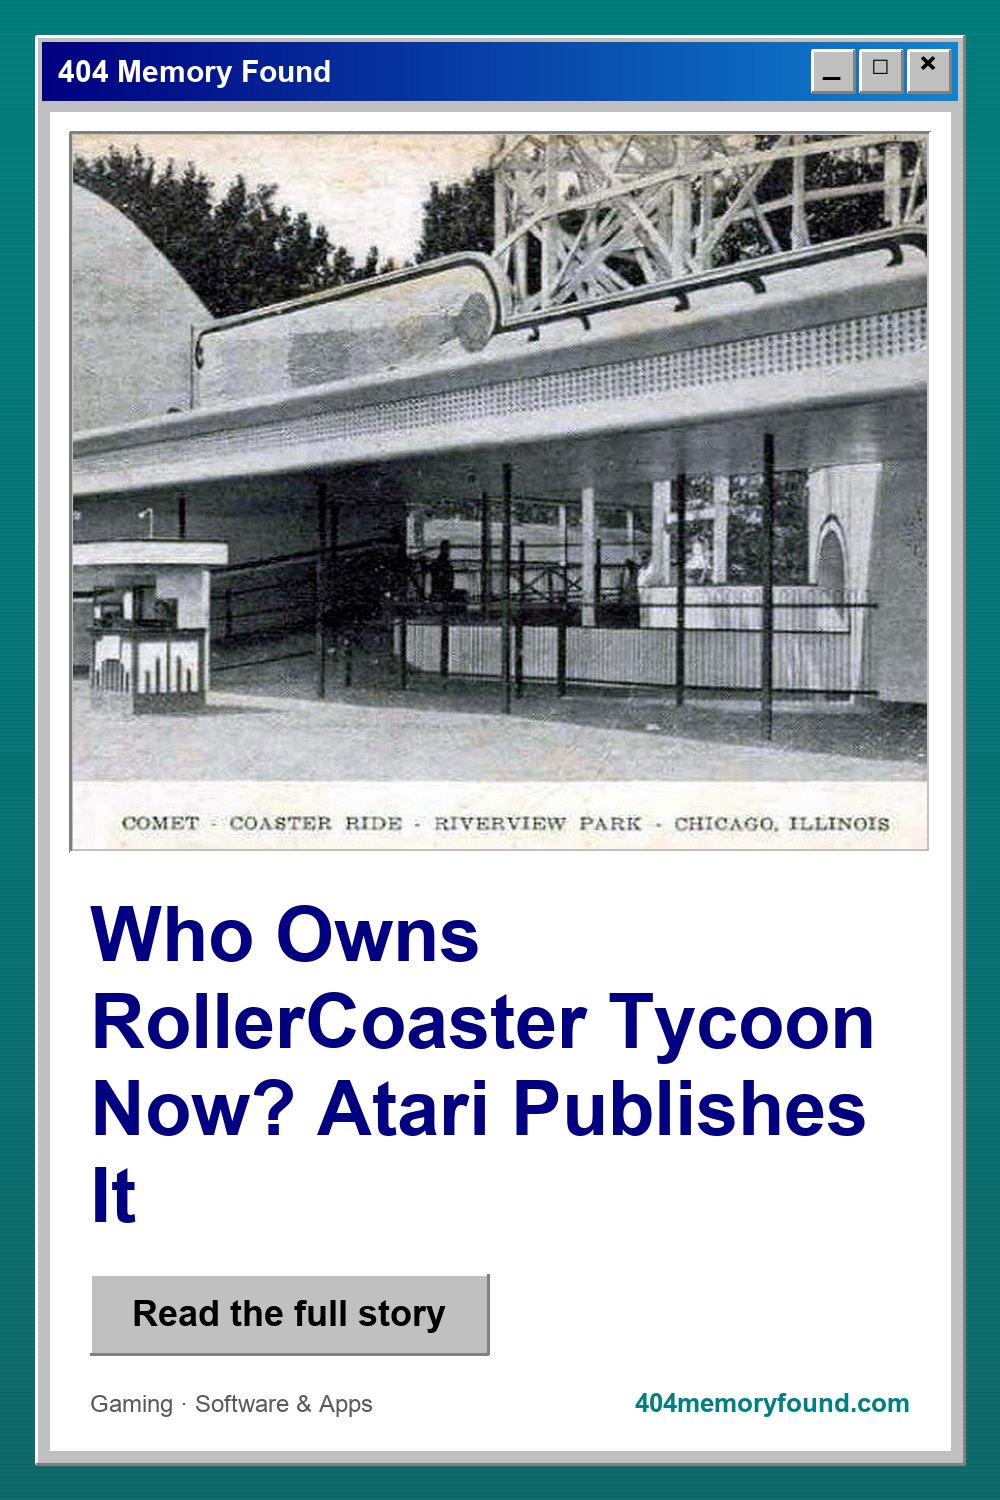 404 Memory Found
COMET - COASTER RIDE - RIVERVIEW PARK - CHICAGO, ILLINOIS
Who Owns
RollerCoaster Tycoon
Now? Atari Publishes
It
Read the full story
Gaming · Software & Apps
404memoryfound.com